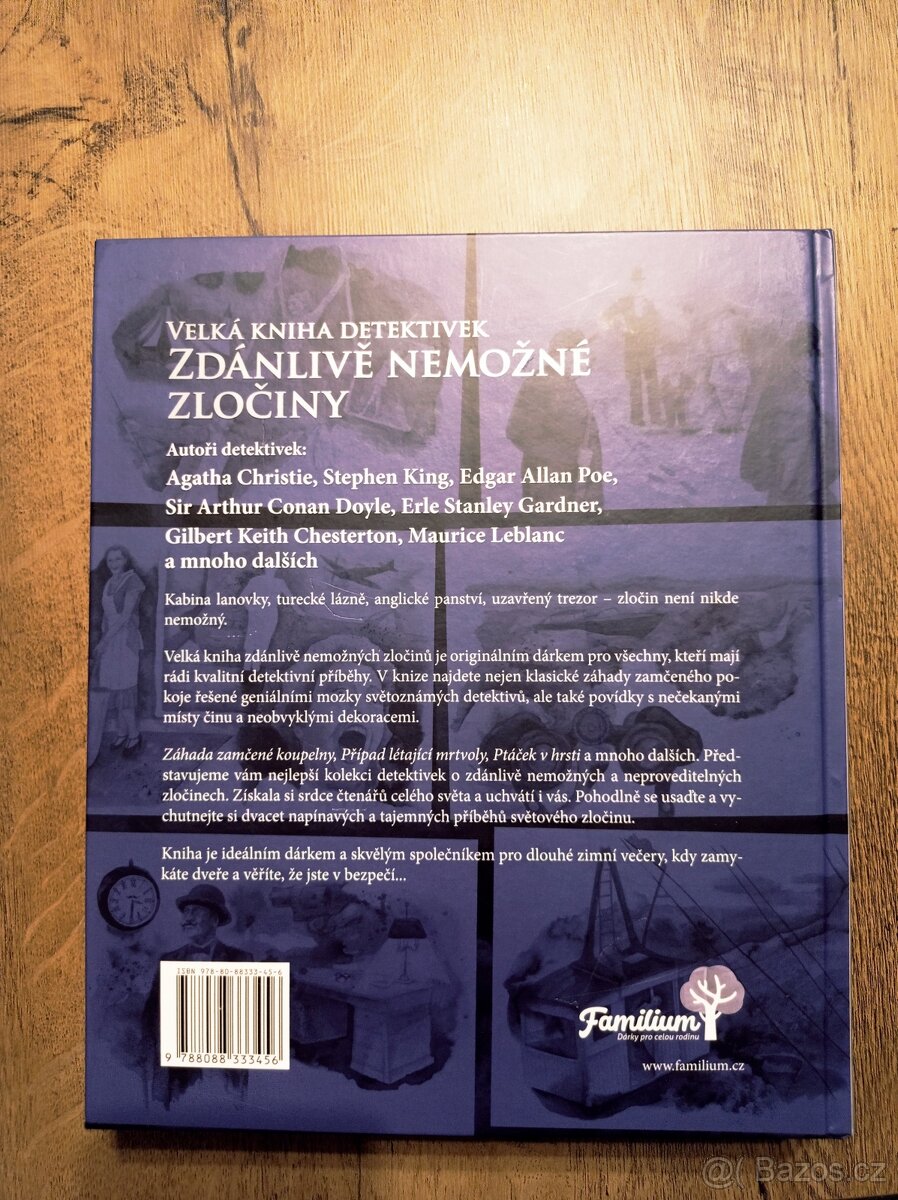 VELKÁ KNIHA DETEKTIVEK
ZDÁNLIVĚ NEMOŽNÉ
ZLOČINY
Autoři detektivek:
Agatha Christie, Stephen King, Edgar Allan Poe,
Sir Arthur Conan Doyle, Erle Stanley Gardner,
Gilbert Keith Chesterton, Maurice Leblanc
a mnoho dalších
Kabina lanovky, turecké lázně, anglické panství, uzavřený trezor – zločin není nikde
nemožný.
Velká kniha zdánlivě nemožných zločinů je originálním dárkem pro všechny, kteří mají
rádi kvalitní detektivní příběhy. V knize najdete nejen klasické záhady zamčeného po-
koje řešené geniálními mozky světoznámých detektivů, ale také povídky s nečekanými
místy činu a neobvyklými dekoracemi.
Záhada zamčené koupelny, Případ létající mrtvoly, Ptáček v hrsti a mnoho dalších. Před-
stavujeme vám nejlepší kolekci detektivek o zdánlivě nemožných a neproveditelných
zločinech. Získala si srdce čtenářů celého světa a uchvátí i vás. Pohodlně se usaďte a vy-
chutnejte si dvacet napínavých a tajemných příběhů světového zločinu.
Kniha je ideálním dárkem a skvělým společníkem pro dlouhé zimní večery, kdy zamy-
káte dveře a věříte, že jste v bezpečí...
ISBN 978-80-88333-45-6
9 788088 333456
Familium
Dárky pro celou rodinu
www.familium.cz
Bazos.cz